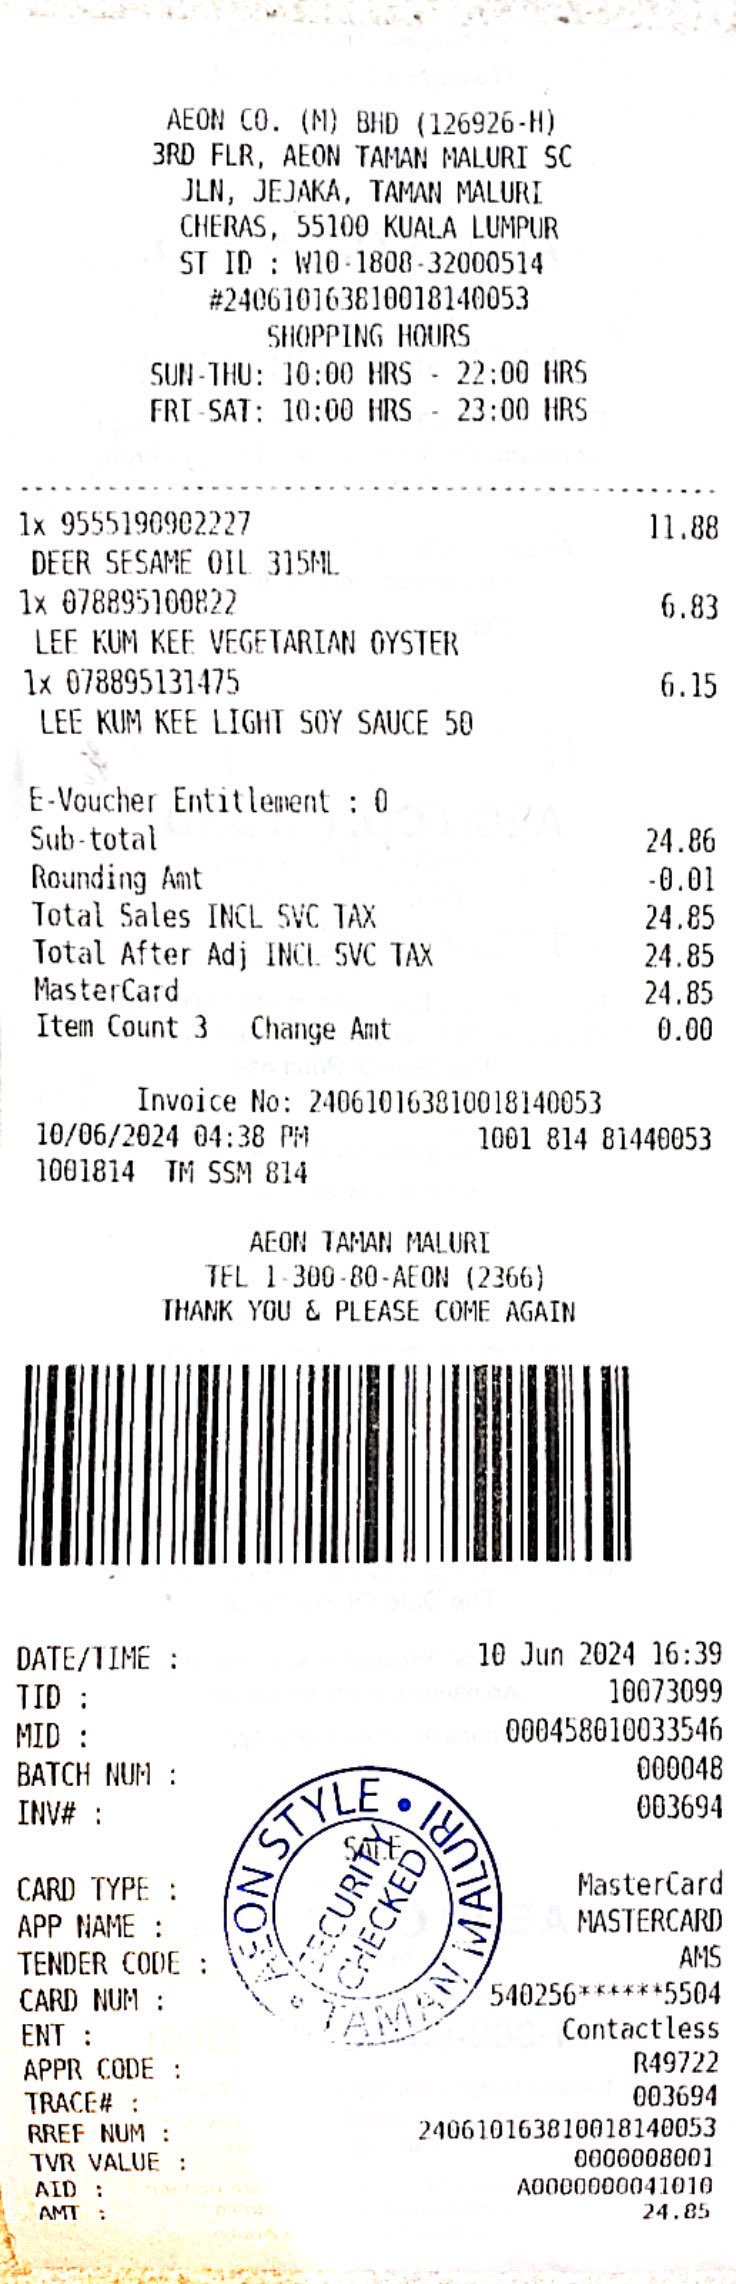 AEON CO. (M) BHD (126926-H)
3RD FLR, AEON TAMAN MALURI SC
JLN, JEJAKA, TAMAN MALURI
CHERAS, 55100 KUALA LUMPUR
ST ID : W10-1808-32000514
#240610163810018140053
SHOPPING HOURS
SUN-THU: 10:00 HRS - 22:00 HRS
FRI-SAT: 10:00 HRS - 23:00 HRS
1x 9555190902227 11.88
DEER SESAME OIL 315ML
1x 078895100822 6.83
LEE KUM KEE VEGETARIAN OYSTER
1x 078895131475 6.15
LEE KUM KEE LIGHT SOY SAUCE 50
E-Voucher Entitlement : 0
Sub-total 24.86
Rounding Amt -0.01
Total Sales INCL SVC TAX 24.85
Total After Adj INCL SVC TAX 24.85
MasterCard 24.85
Item Count 3 Change Amt 0.00
Invoice No: 240610163810018140053
10/06/2024 04:38 PM 1001 814 81440053
1001814 TM SSM 814
AEON TAMAN MALURI
TEL 1-300-80-AEON (2366)
THANK YOU & PLEASE COME AGAIN
DATE/TIME : 10 Jun 2024 16:39
TID : 10073099
MID : 000458010033546
BATCH NUM : 000048
INV# : 003694
SALE
AEON STYLE • TAMAN MALURI •
SECURITY
CHECKED
CARD TYPE : MasterCard
APP NAME : MASTERCARD
TENDER CODE : AMS
CARD NUM : 540256******5504
ENT : Contactless
APPR CODE : R49722
TRACE# : 003694
RREF NUM : 240610163810018140053
TVR VALUE : 0000008001
AID : A0000000041010
AMT : 24.85